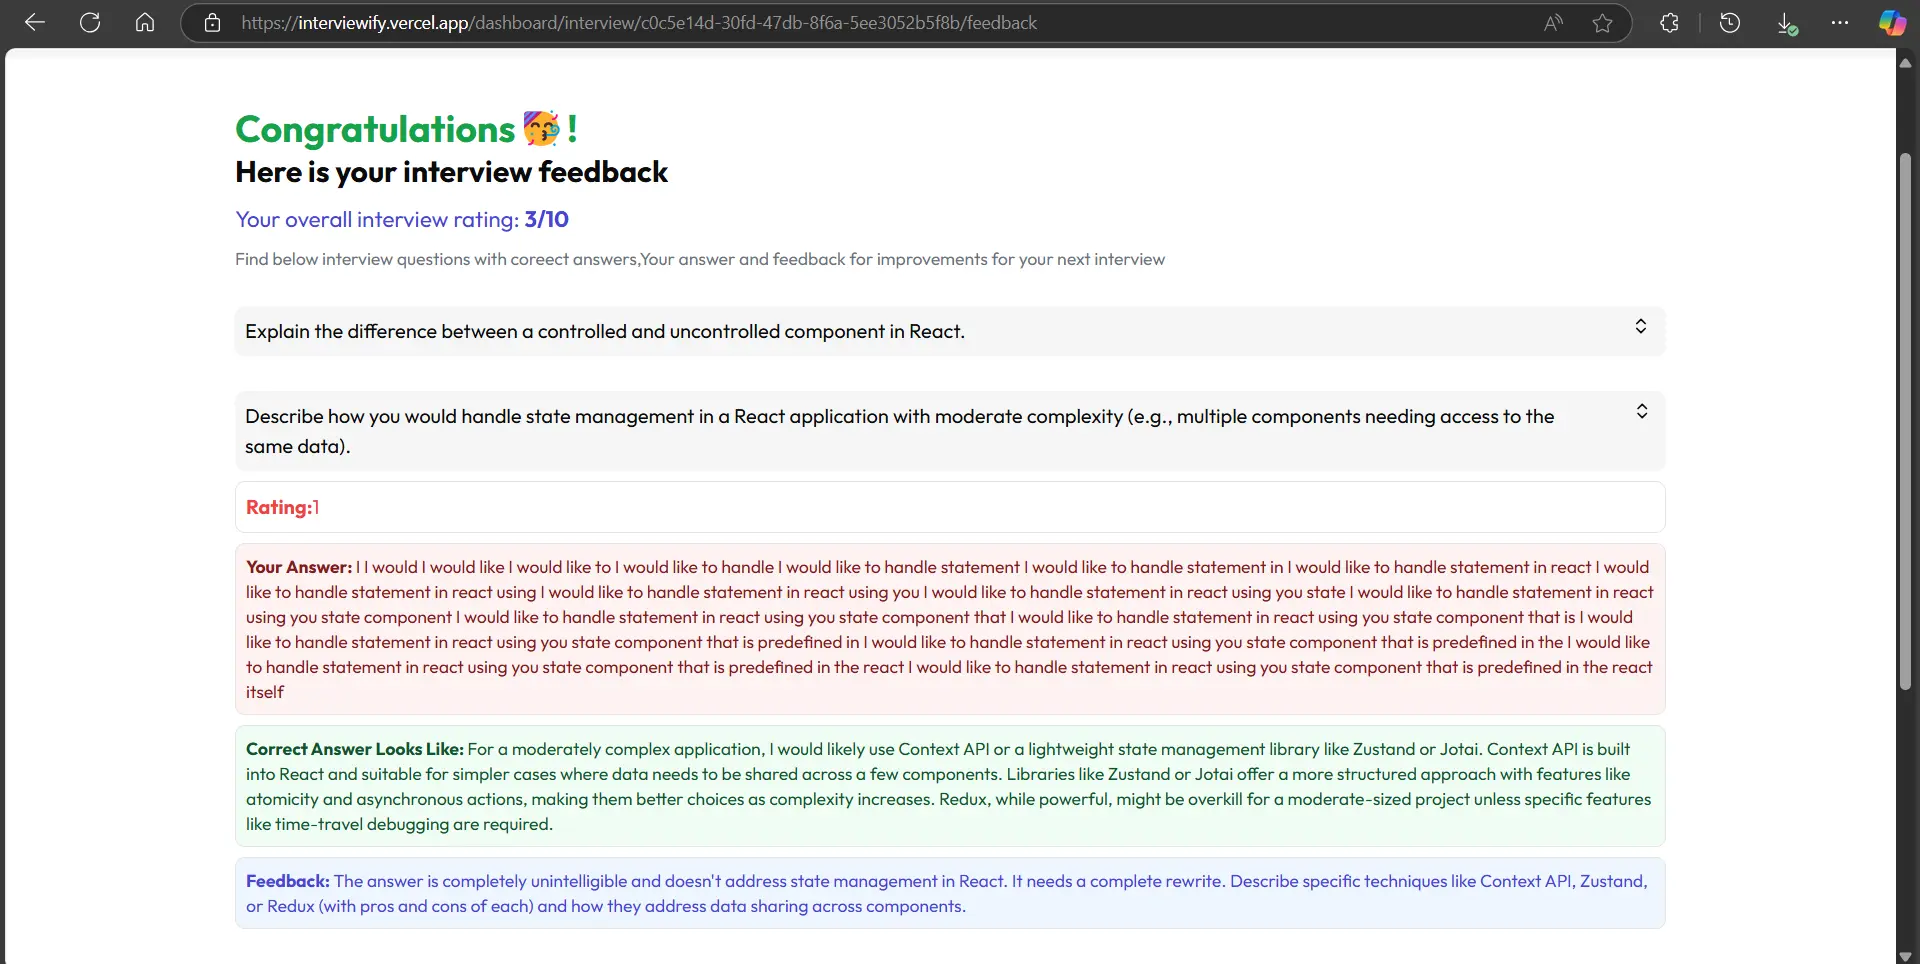 https://interviewify.vercel.app/dashboard/interview/c0c5e14d-30fd-47db-8f6a-5ee3052b5f8b/feedback
Congratulations 🥳 !
Here is your interview feedback
Your overall interview rating: 3/10
Find below interview questions with coreect answers,Your answer and feedback for improvements for your next interview
Explain the difference between a controlled and uncontrolled component in React.
Describe how you would handle state management in a React application with moderate complexity (e.g., multiple components needing access to the
same data).
Rating:1
Your Answer: I I would I would like I would like to I would like to handle I would like to handle statement I would like to handle statement in I would like to handle statement in react I would
like to handle statement in react using I would like to handle statement in react using you I would like to handle statement in react using you state I would like to handle statement in react
using you state component I would like to handle statement in react using you state component that I would like to handle statement in react using you state component that is I would
like to handle statement in react using you state component that is predefined in I would like to handle statement in react using you state component that is predefined in the I would like
to handle statement in react using you state component that is predefined in the react I would like to handle statement in react using you state component that is predefined in the react
itself
Correct Answer Looks Like: For a moderately complex application, I would likely use Context API or a lightweight state management library like Zustand or Jotai. Context API is built
into React and suitable for simpler cases where data needs to be shared across a few components. Libraries like Zustand or Jotai offer a more structured approach with features like
atomicity and asynchronous actions, making them better choices as complexity increases. Redux, while powerful, might be overkill for a moderate-sized project unless specific features
like time-travel debugging are required.
Feedback: The answer is completely unintelligible and doesn't address state management in React. It needs a complete rewrite. Describe specific techniques like Context API, Zustand,
or Redux (with pros and cons of each) and how they address data sharing across components.